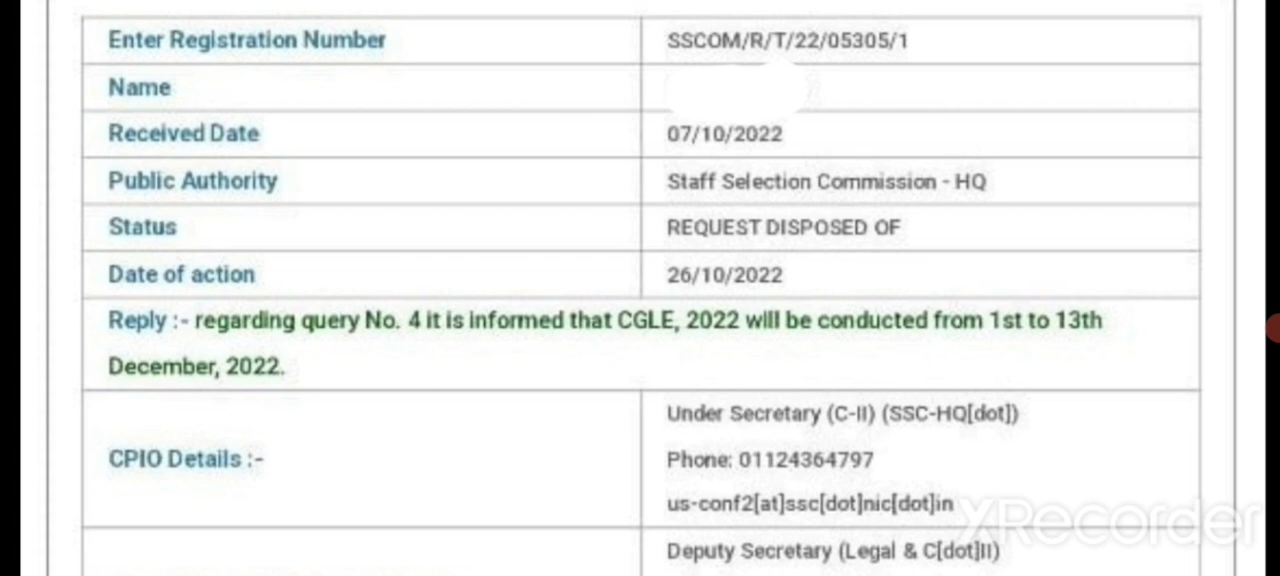 Enter Registration Number SSCOM/R/T/22/05305/1
Name
Received Date 07/10/2022
Public Authority Staff Selection Commission - HQ
Status REQUEST DISPOSED OF
Date of action 26/10/2022
Reply :- regarding query No. 4 it is informed that CGLE, 2022 will be conducted from 1st to 13th
December, 2022.
Under Secretary (C-II) (SSC-HQ[dot])
CPIO Details :- Phone: 01124364797
us-conf2[at]ssc[dot]nic[dot]in
XRecorder
Deputy Secretary (Legal & C[dot]II)